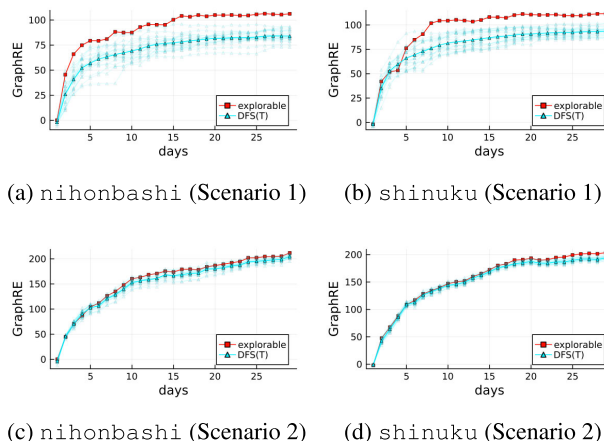 GraphRE
100
75
50
25
0
explorable
DFS(T)
5 10 15 20 25
days
GraphRE
100
75
50
25
0
explorable
DFS(T)
5 10 15 20 25
days
(a) nihonbashi (Scenario 1)
(b) shinuku (Scenario 1)
GraphRE
200
150
100
50
0
explorable
DFS(T)
5 10 15 20 25
days
GraphRE
200
150
100
50
0
explorable
DFS(T)
5 10 15 20 25
days
(c) nihonbashi (Scenario 2)
(d) shinuku (Scenario 2)